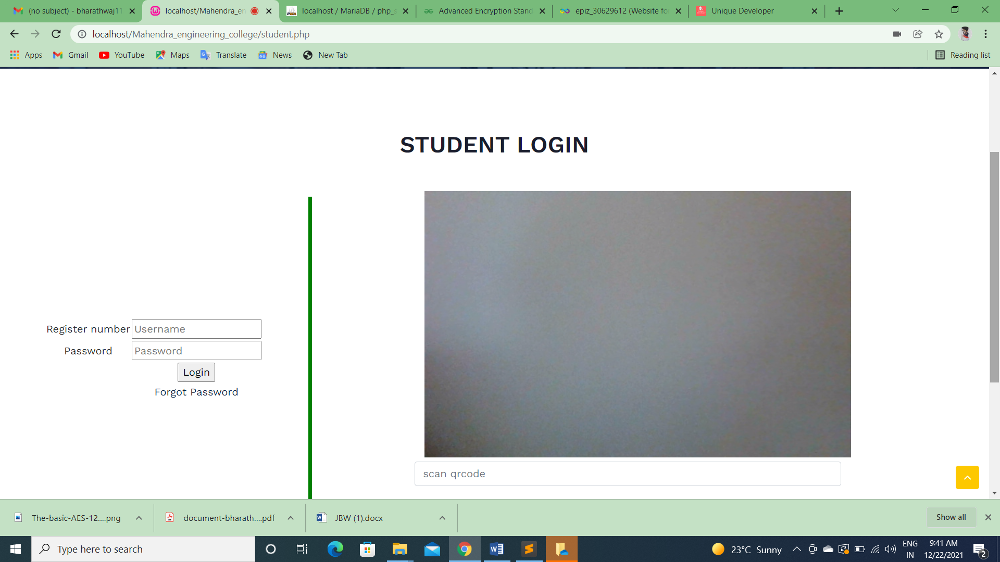 (no subject) - bharathwaj11
localhost/Mahendra_en
localhost / MariaDB / php_s
Advanced Encryption Stand
epiz_30629612 (Website for
Unique Developer
localhost/Mahendra_engineering_college/student.php
Apps
Gmail
YouTube
Maps
Translate
News
New Tab
Reading list
STUDENT LOGIN
Register number
Username
Password
Password
Login
Forgot Password
scan qrcode
The-basic-AES-12....png
document-bharath....pdf
JBW (1).docx
Show all
Type here to search
23°C Sunny
ENG
IN
9:41 AM
12/22/2021
2